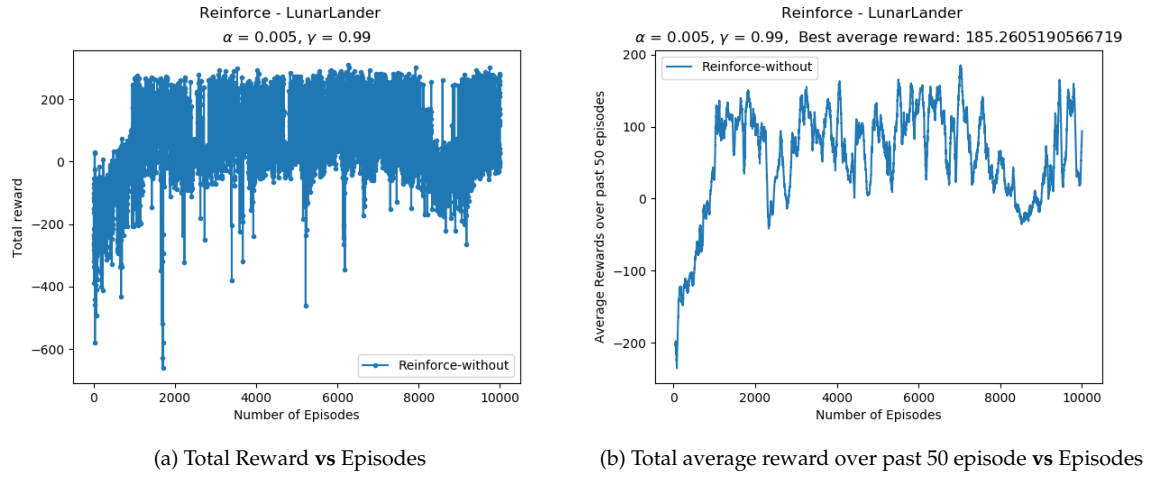 Reinforce - LunarLander
α = 0.005, γ = 0.99
Total reward
200
0
−200
−400
−600
Reinforce-without
0
2000
4000
6000
8000
10000
Number of Episodes
(a) Total Reward vs Episodes
Reinforce - LunarLander
α = 0.005, γ = 0.99, Best average reward: 185.2605190566719
Average Rewards over past 50 episodes
200
100
0
−100
−200
Reinforce-without
0
2000
4000
6000
8000
10000
Number of Episodes
(b) Total average reward over past 50 episode vs Episodes